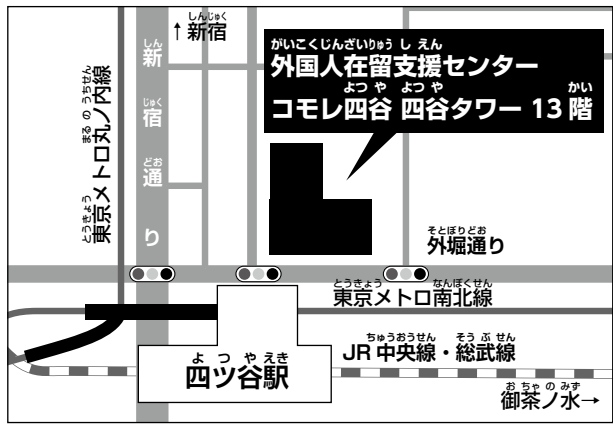 しんじゅく
↑新宿
がいこくじんざいりゅうしえん
外国人在留支援センター
よつや よつや かい
コモレ四谷 四谷タワー 13 階
とうきょう まる の うちせん
東京メトロ丸ノ内線
しん じゅく どお
新宿通り
そとぼりどお
外堀通り
とうきょう なんぼくせん
東京メトロ南北線
ちゅうおうせん そうぶせん
JR 中央線・総武線
よつやえき
四ツ谷駅
おちゃのみず
御茶ノ水→